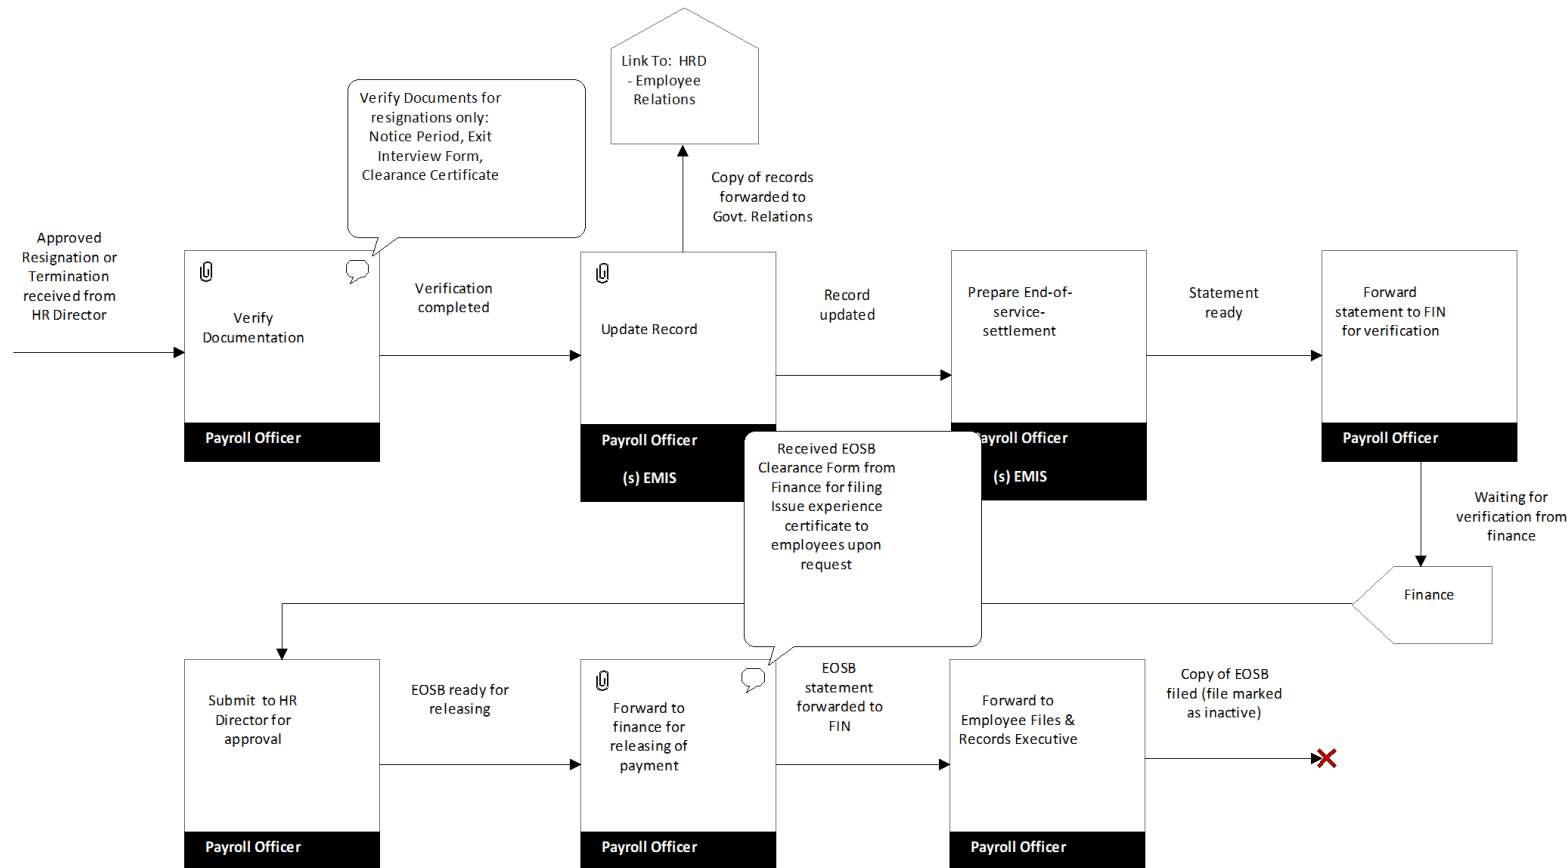 Link To:  HRD
- Employee
Relations
Verify Documents for
resignations only:
Notice Period, Exit
Interview Form,
Clearance Certificate
Copy of records
forwarded to
Govt. Relations
Approved
Resignation or
Termination
received from
HR Director
Verify
Documentation
Payroll Officer
Verification
completed
Update Record
Payroll Officer
(s) EMIS
Record
updated
Prepare End-of-
service-
settlement
ayroll Officer
(s) EMIS
Statement
ready
Forward
statement to FIN
for verification
Payroll Officer
Waiting for
verification from
finance
Finance
Received EOSB
Clearance Form from
Finance for filing
Issue experience
certificate to
employees upon
request
Submit  to HR
Director for
approval
Payroll Officer
EOSB ready for
releasing
Forward to
finance for
releasing of
payment
Payroll Officer
EOSB
statement
forwarded to
FIN
Forward to
Employee Files &
Records Executive
Payroll Officer
Copy of EOSB
filed (file marked
as inactive)